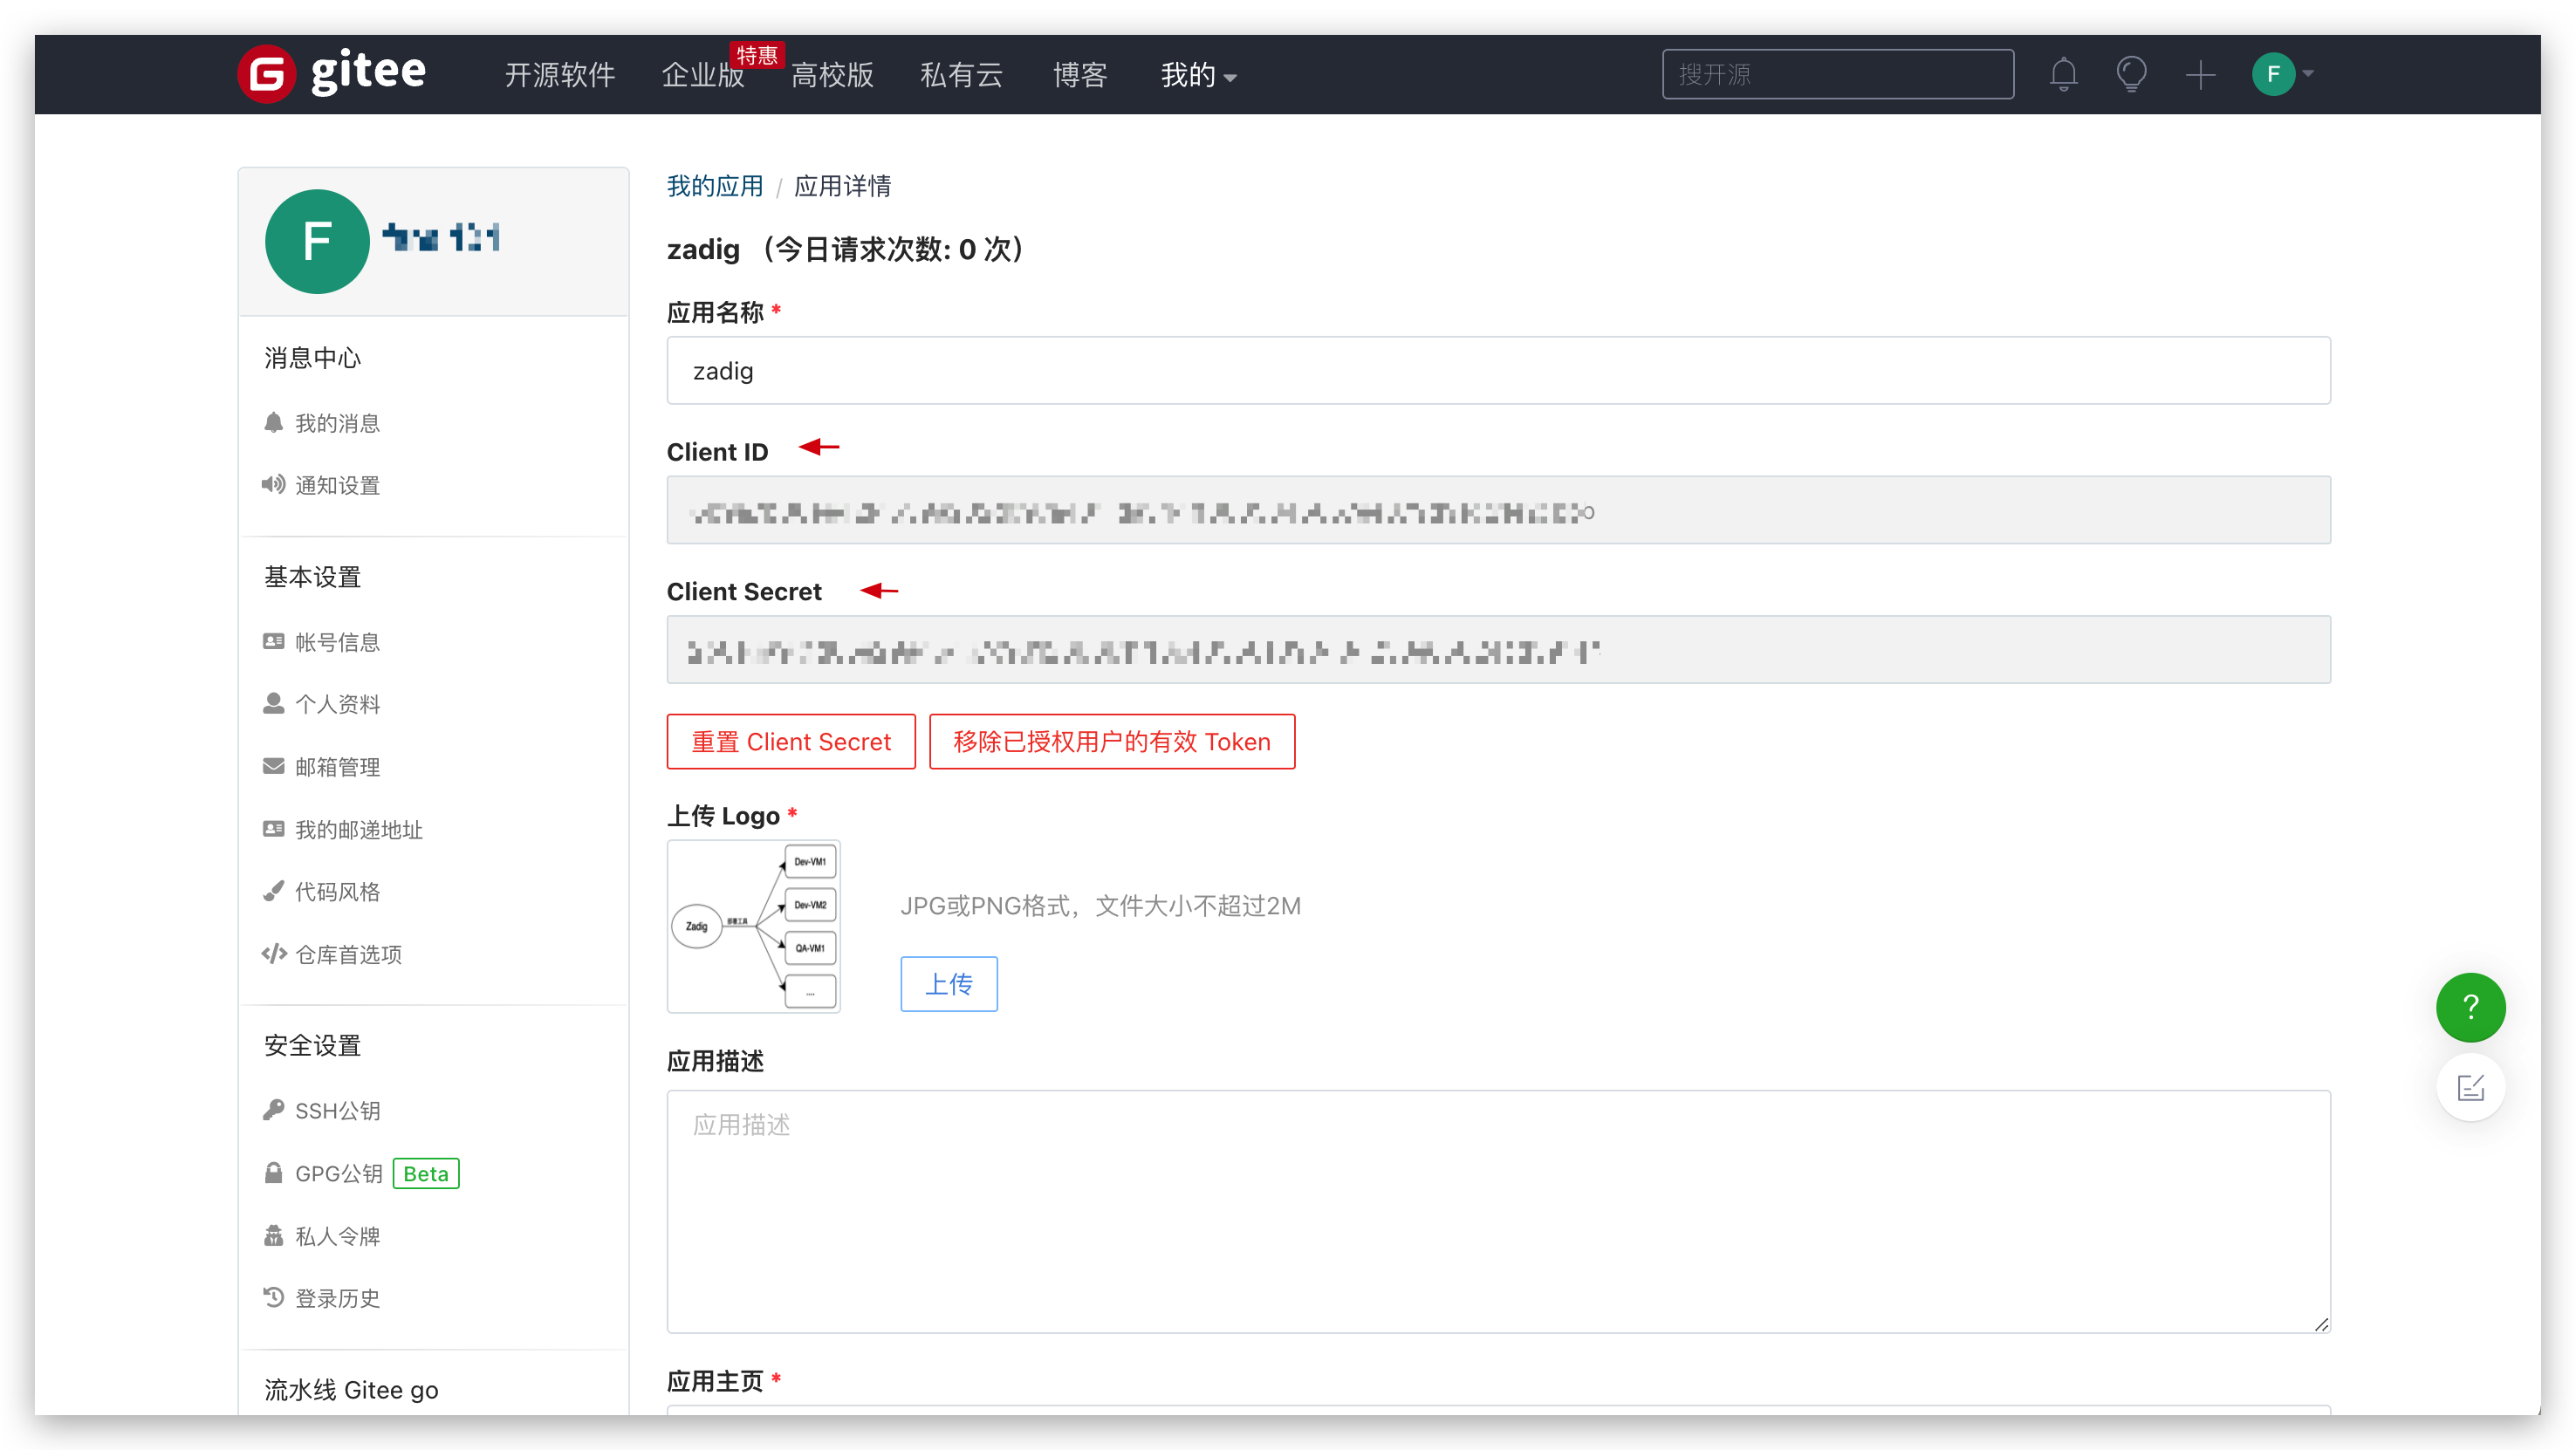 gitee
开源软件 企业版 特惠 高校版 私有云 博客 我的
搜开源
F
F
消息中心
我的消息
通知设置
基本设置
帐号信息
个人资料
邮箱管理
我的邮递地址
代码风格
仓库首选项
安全设置
SSH公钥
GPG公钥 Beta
私人令牌
登录历史
流水线 Gitee go
我的应用 / 应用详情
zadig （今日请求次数: 0 次）
应用名称 *
zadig
Client ID
Client Secret
重置 Client Secret
移除已授权用户的有效 Token
上传 Logo *
Zadig
部署工具
Dev-VM1
Dev-VM2
QA-VM1
....
JPG或PNG格式，文件大小不超过2M
上传
应用描述
应用描述
应用主页 *
?